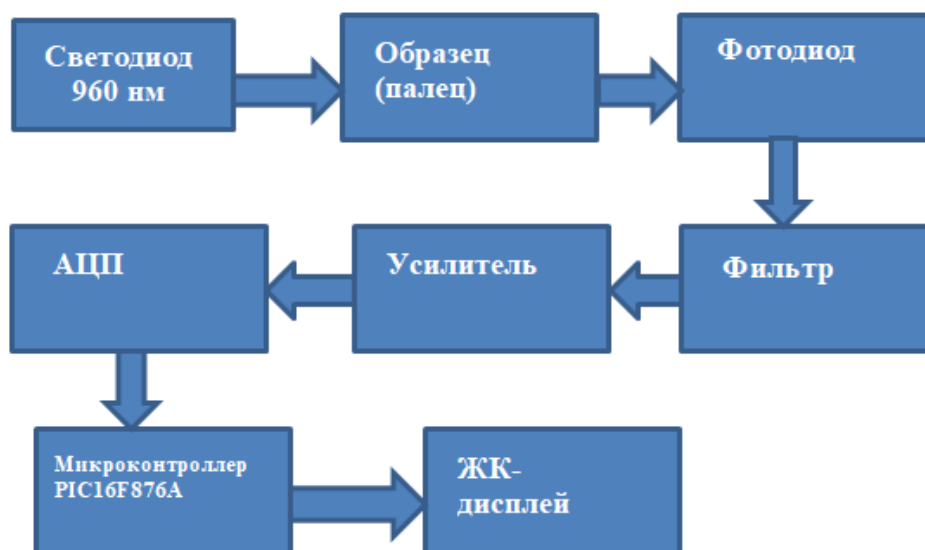 Светодиод
960 нм
Образец
(палец)
Фотодиод
АЦП
Усилитель
Фильтр
Микроконтроллер
PIC16F876A
ЖК-
дисплей